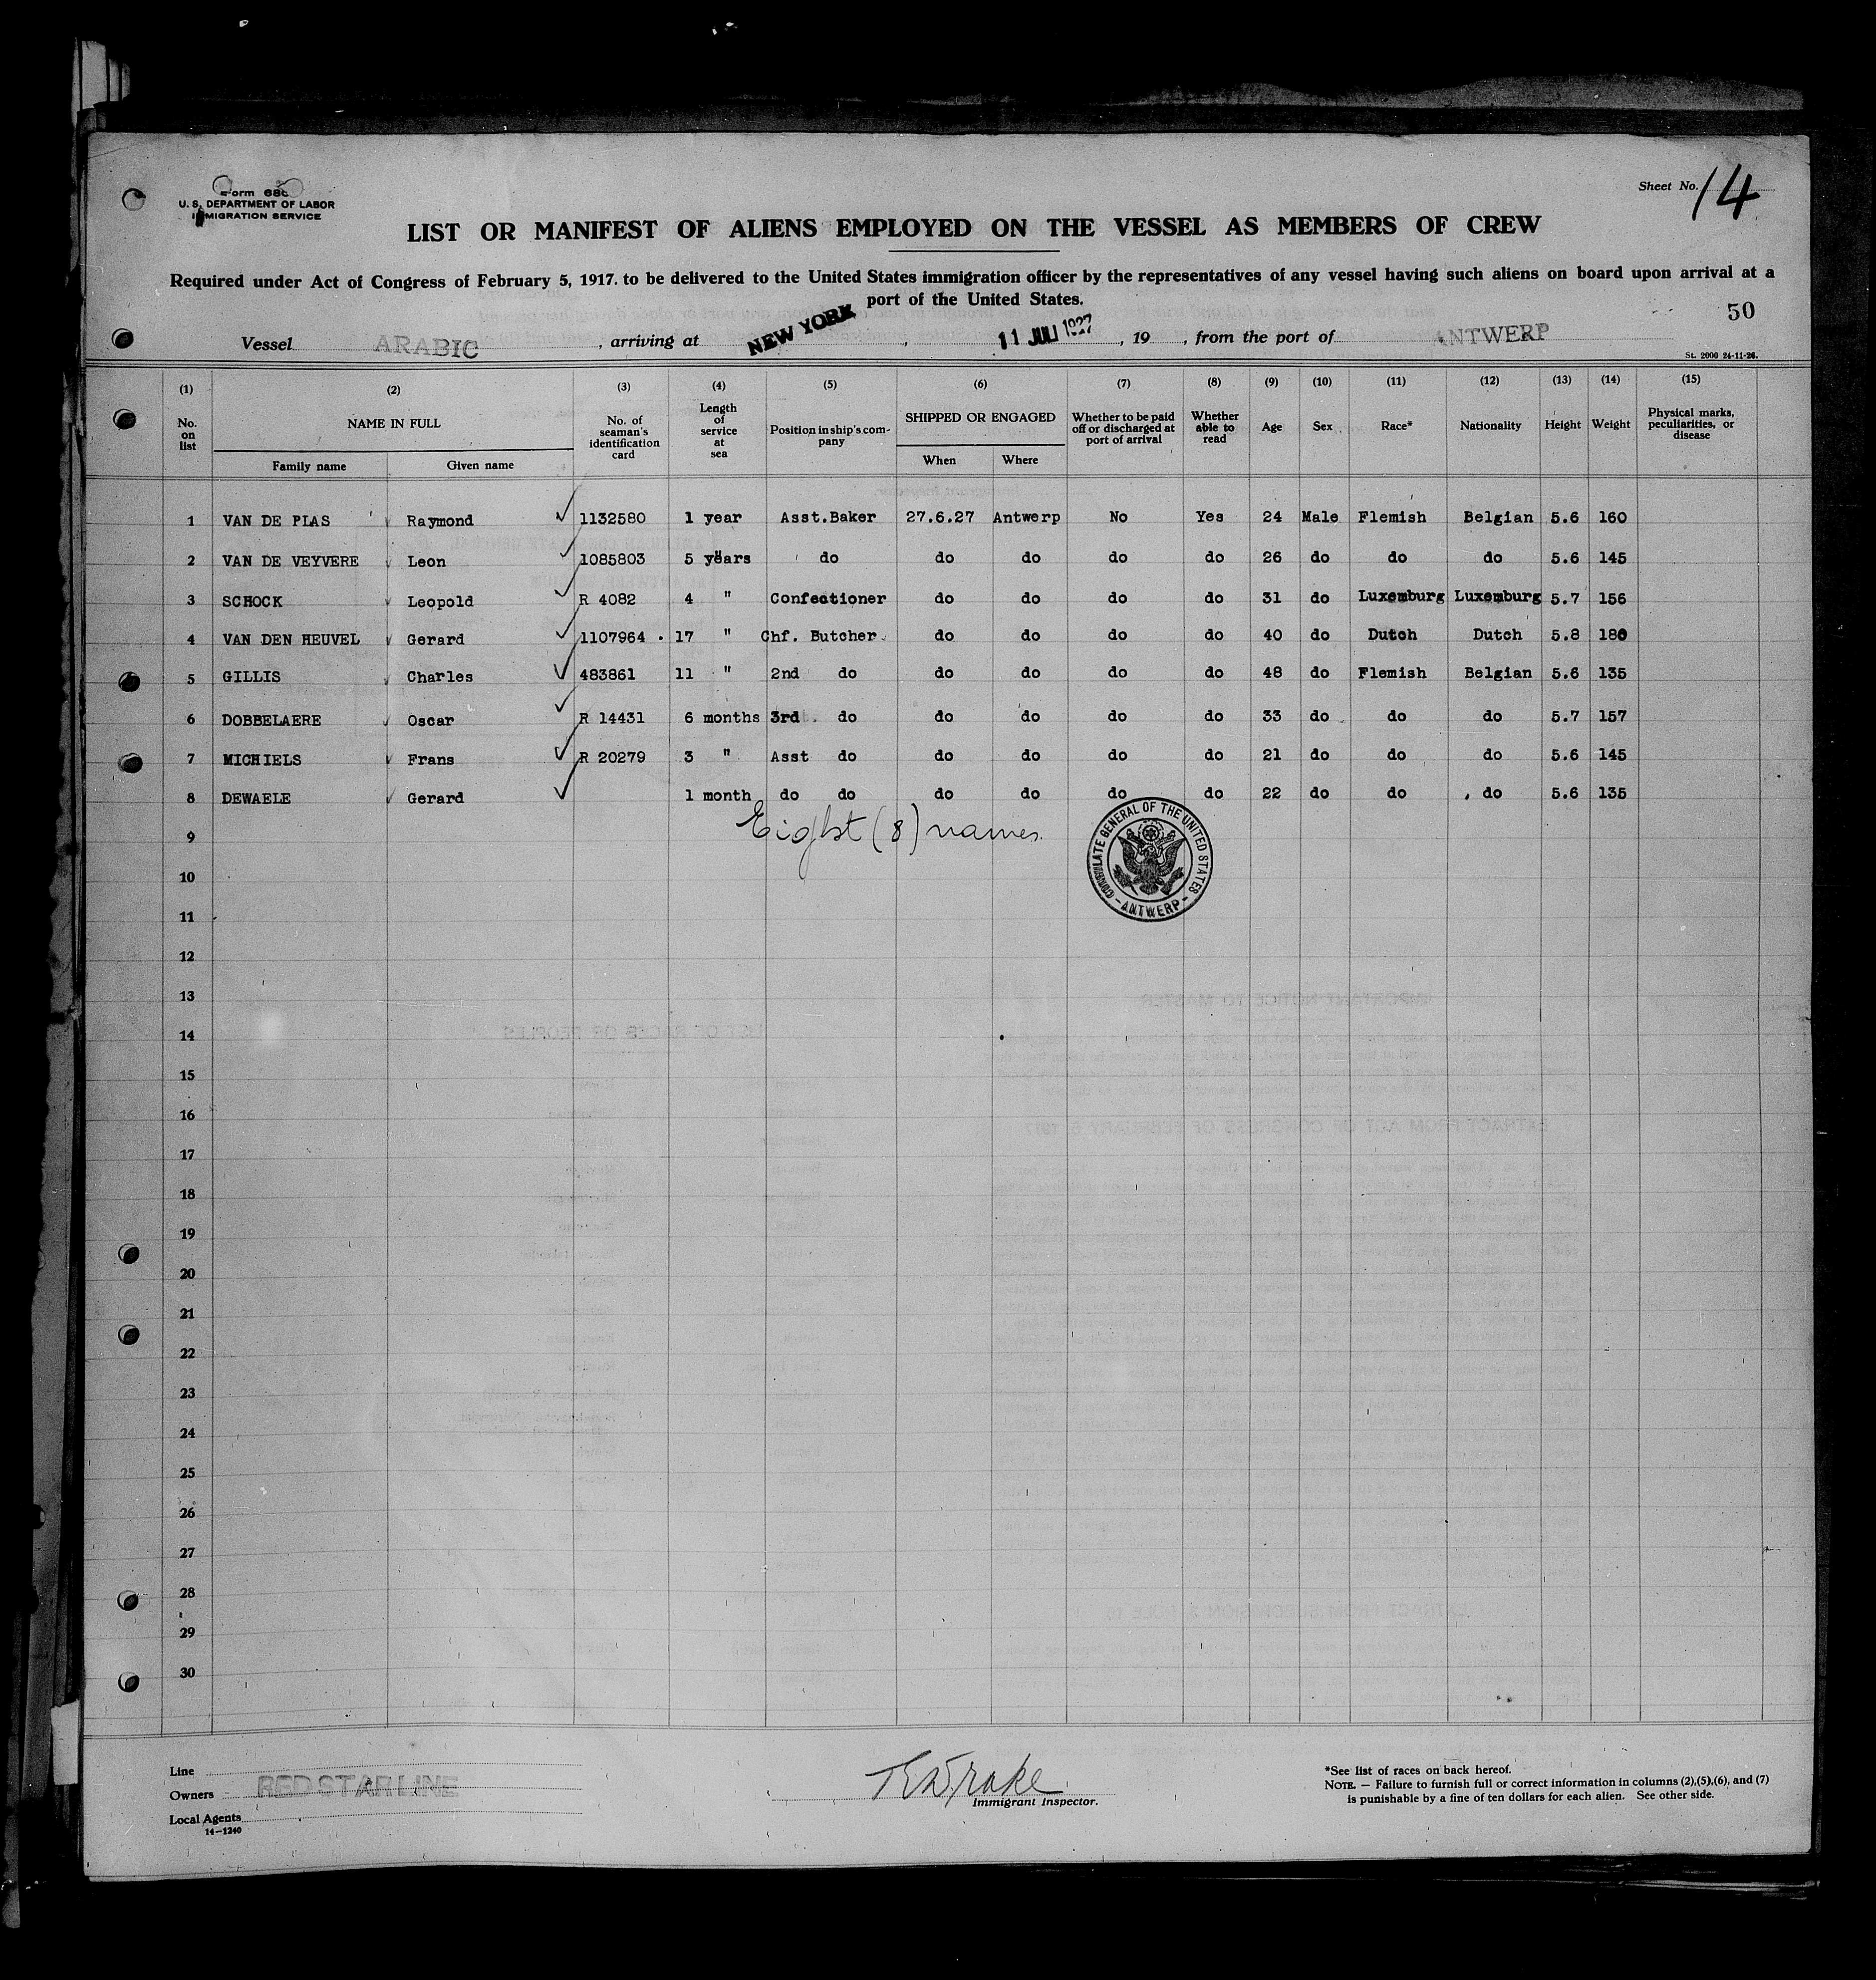 Form 680
U. S. DEPARTMENT OF LABOR
IMMIGRATION SERVICE
Sheet No. 14
LIST OR MANIFEST OF ALIENS EMPLOYED ON THE VESSEL AS MEMBERS OF CREW
Required under Act of Congress of February 5, 1917. to be delivered to the United States immigration officer by the representatives of any vessel having such aliens on board upon arrival at a
port of the United States.
50
Vessel ARABIC , arriving at NEW YORK , 11 JULI 1927 , 19 , from the port of ANTWERP
St. 2000 24-11-26.
(1) (2) (3) (4) (5) (6) (7) (8) (9) (10) (11) (12) (13) (14) (15)
No. on list NAME IN FULL Family name Given name No. of seaman's identification card Length of service at sea Position in ship's company SHIPPED OR ENGAGED When Where Whether to be paid off or discharged at port of arrival Whether able to read Age Sex Race* Nationality Height Weight Physical marks, peculiarities, or disease
1 VAN DE PLAS Raymond 1132580 1 year Asst.Baker 27.6.27 Antwerp No Yes 24 Male Flemish Belgian 5.6 160
2 VAN DE VEYVERE Leon 1085803 5 years do do do do do 26 do do do 5.6 145
3 SCHOCK Leopold R 4082 4 " Confectioner do do do do 31 do Luxemburg Luxemburg 5.7 156
4 VAN DEN HEUVEL Gerard 1107964 17 " Chf. Butcher do do do do 40 do Dutch Dutch 5.8 180
5 GILLIS Charles 483861 11 " 2nd do do do do do 48 do Flemish Belgian 5.6 135
6 DOBBELAERE Oscar R 14431 6 months 3rd do do do do do 33 do do do 5.7 157
7 MICHIELS Frans R 20279 3 " Asst do do do do do 21 do do do 5.6 145
8 DEWAELE Gerard 1 month do do do do do do 22 do do do 5.6 135
Eight (8) names
CONSULATE GENERAL OF THE UNITED STATES - ANTWERP -
9
10
11
12
13
14
15
16
17
18
19
20
21
22
23
24
25
26
27
28
29
30
Line
Owners RED STAR LINE
Local Agents
14-1240
Drake
Immigrant Inspector.
*See list of races on back hereof.
NOTE. — Failure to furnish full or correct information in columns (2),(5),(6), and (7)
is punishable by a fine of ten dollars for each alien. See other side.